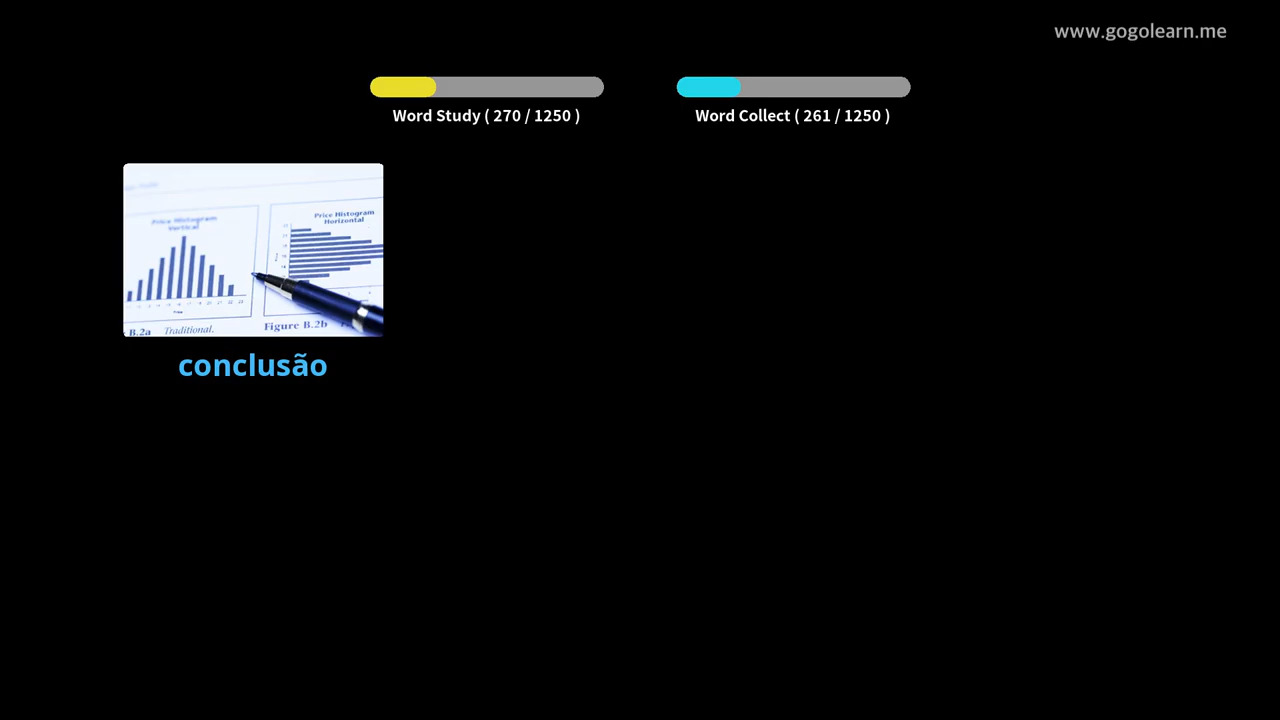 www.gogolearn.me
Word Study ( 270 / 1250 )
Word Collect ( 261 / 1250 )
Price Histogram
Vertical
Price Histogram
Horizontal
Price
B.2a Traditional.
Figure B.2b
conclusão